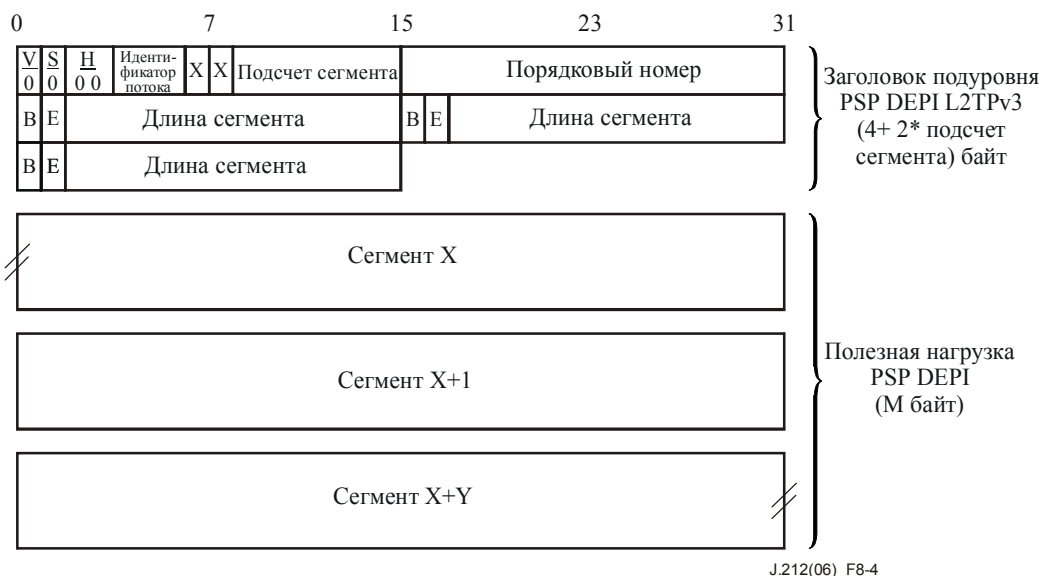 0 7 15 23 31
V S H Иденти- X X Подсчет сегмента Порядковый номер
0 0 0 0 фикатор
потока
Заголовок подуровня
PSP DEPI L2TPv3
(4+ 2* подсчет
сегмента) байт
B E Длина сегмента B E Длина сегмента
B E Длина сегмента
Сегмент X
Сегмент X+1
Сегмент X+Y
Полезная нагрузка
PSP DEPI
(М байт)
J.212(06)_F8-4